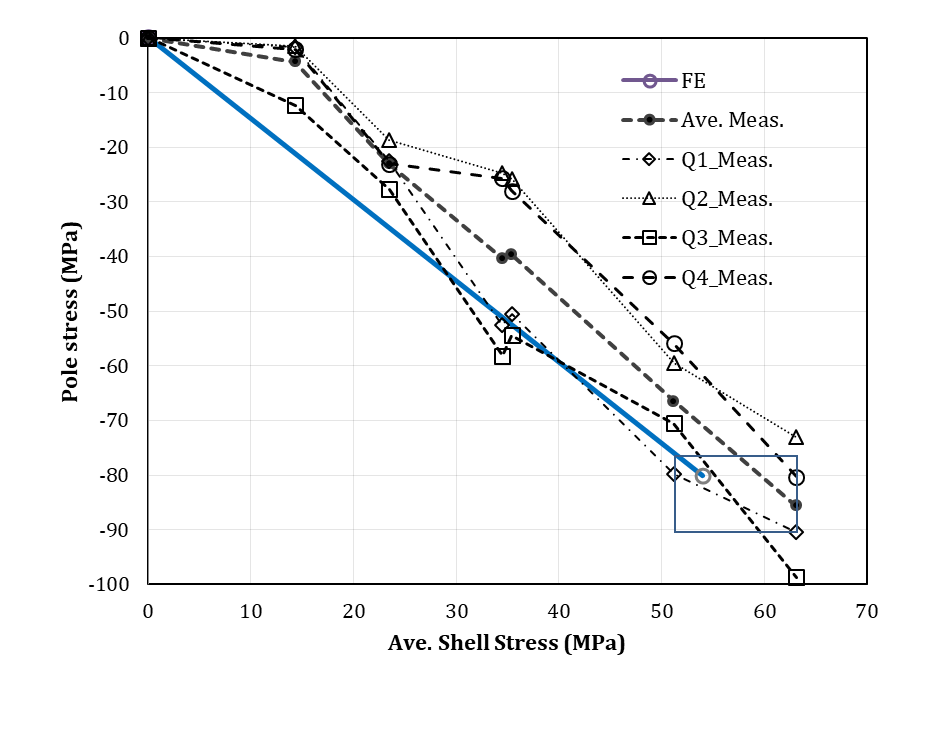 0
-10
-20
-30
-40
-50
-60
-70
-80
-90
-100
Pole stress (MPa)
FE
Ave. Meas.
Q1_Meas.
Q2_Meas.
Q3_Meas.
Q4_Meas.
0 10 20 30 40 50 60 70
Ave. Shell Stress (MPa)